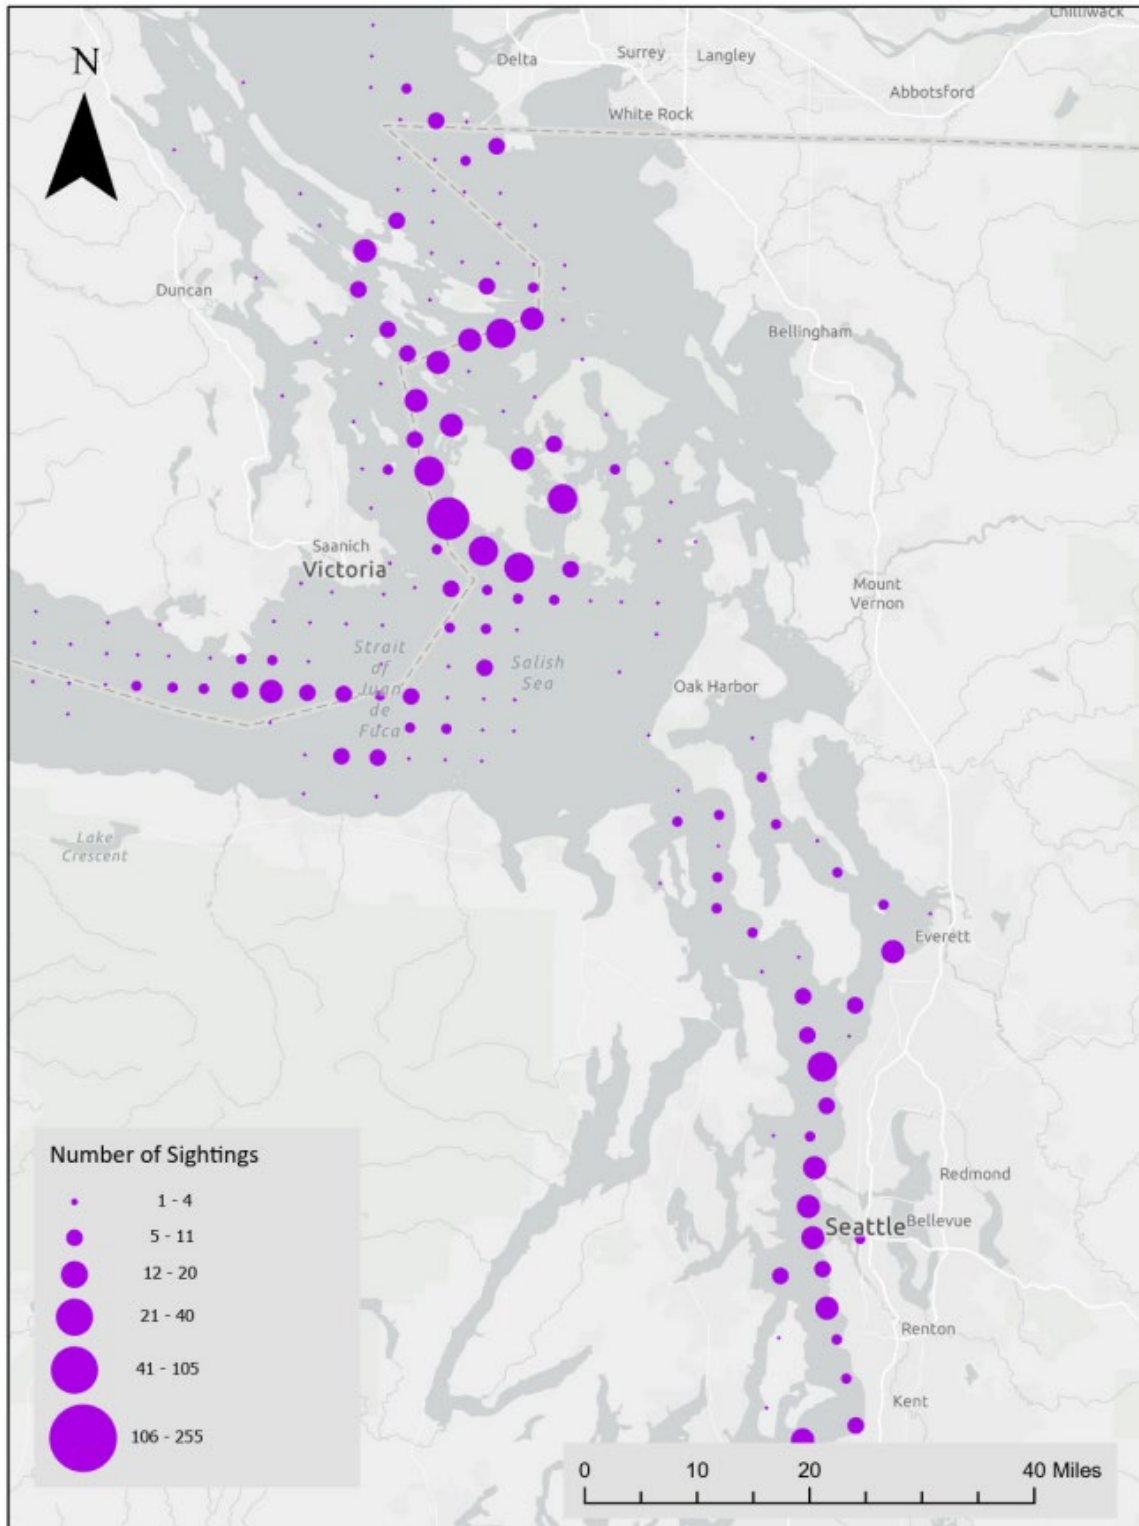 Chilliwack
N
Delta
Surrey
Langley
Abbotsford
White Rock
Duncan
Bellingham
Saanich
Victoria
Mount
Vernon
Strait
of
Juan
de
Fuca
Salish
Sea
Oak Harbor
Lake
Crescent
Everett
Number of Sightings
1 - 4
5 - 11
12 - 20
21 - 40
41 - 105
106 - 255
Redmond
Seattle
Bellevue
Renton
Kent
0 10 20 40 Miles